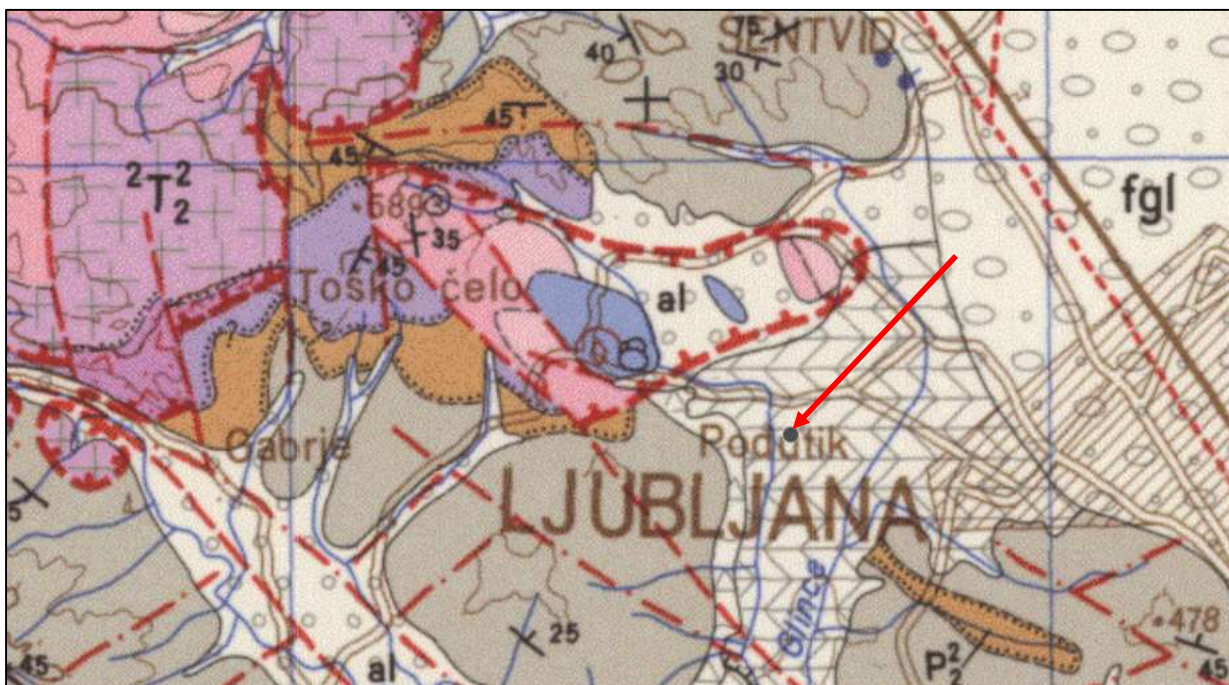 75
ŠENTVID
40
30
45
45
²T₂²
fgl
689
35
45
Toško čelo
al
Podutik
Gabrje
LJUBLJANA
Glince
25
478
P₂²
45
al
45